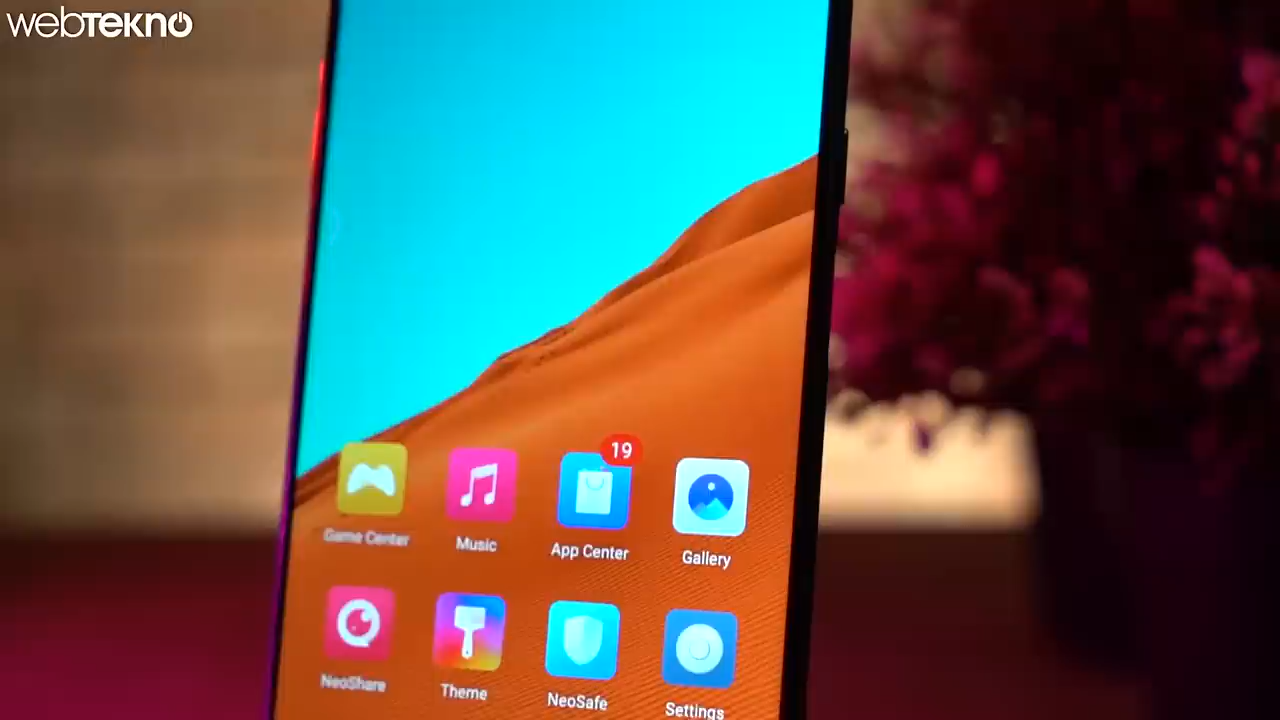 webTEKNO
19
Game Center
Music
App Center
Gallery
NeoShare
Theme
NeoSafe
Settings